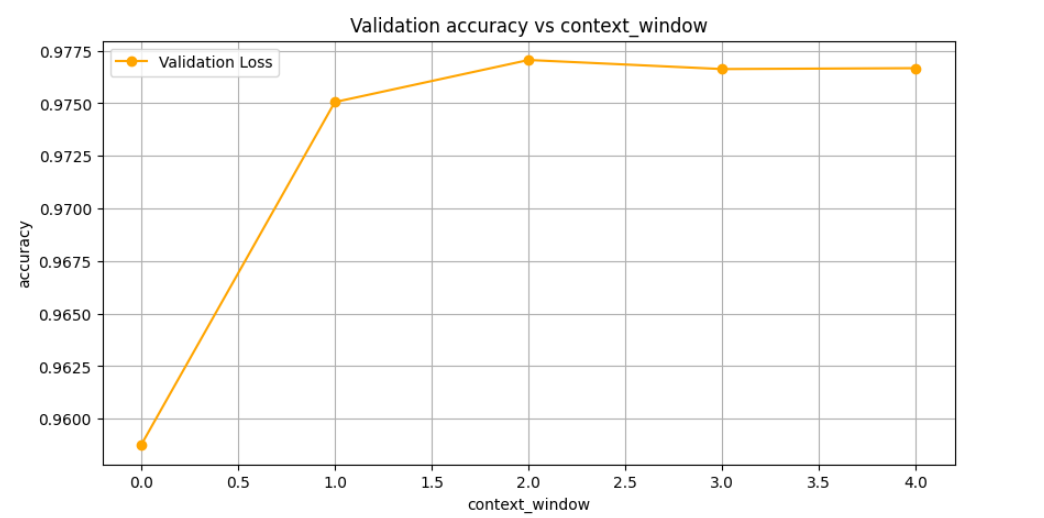 Validation accuracy vs context_window
Validation Loss
0.9775
0.9750
0.9725
0.9700
0.9675
0.9650
0.9625
0.9600
accuracy
0.0 0.5 1.0 1.5 2.0 2.5 3.0 3.5 4.0
context_window